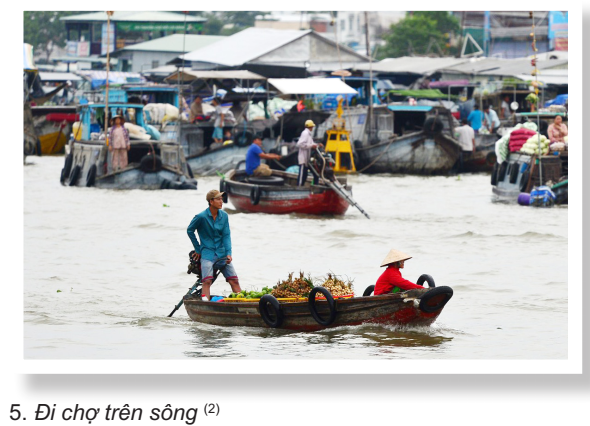 5. Đi chợ trên sông (2)